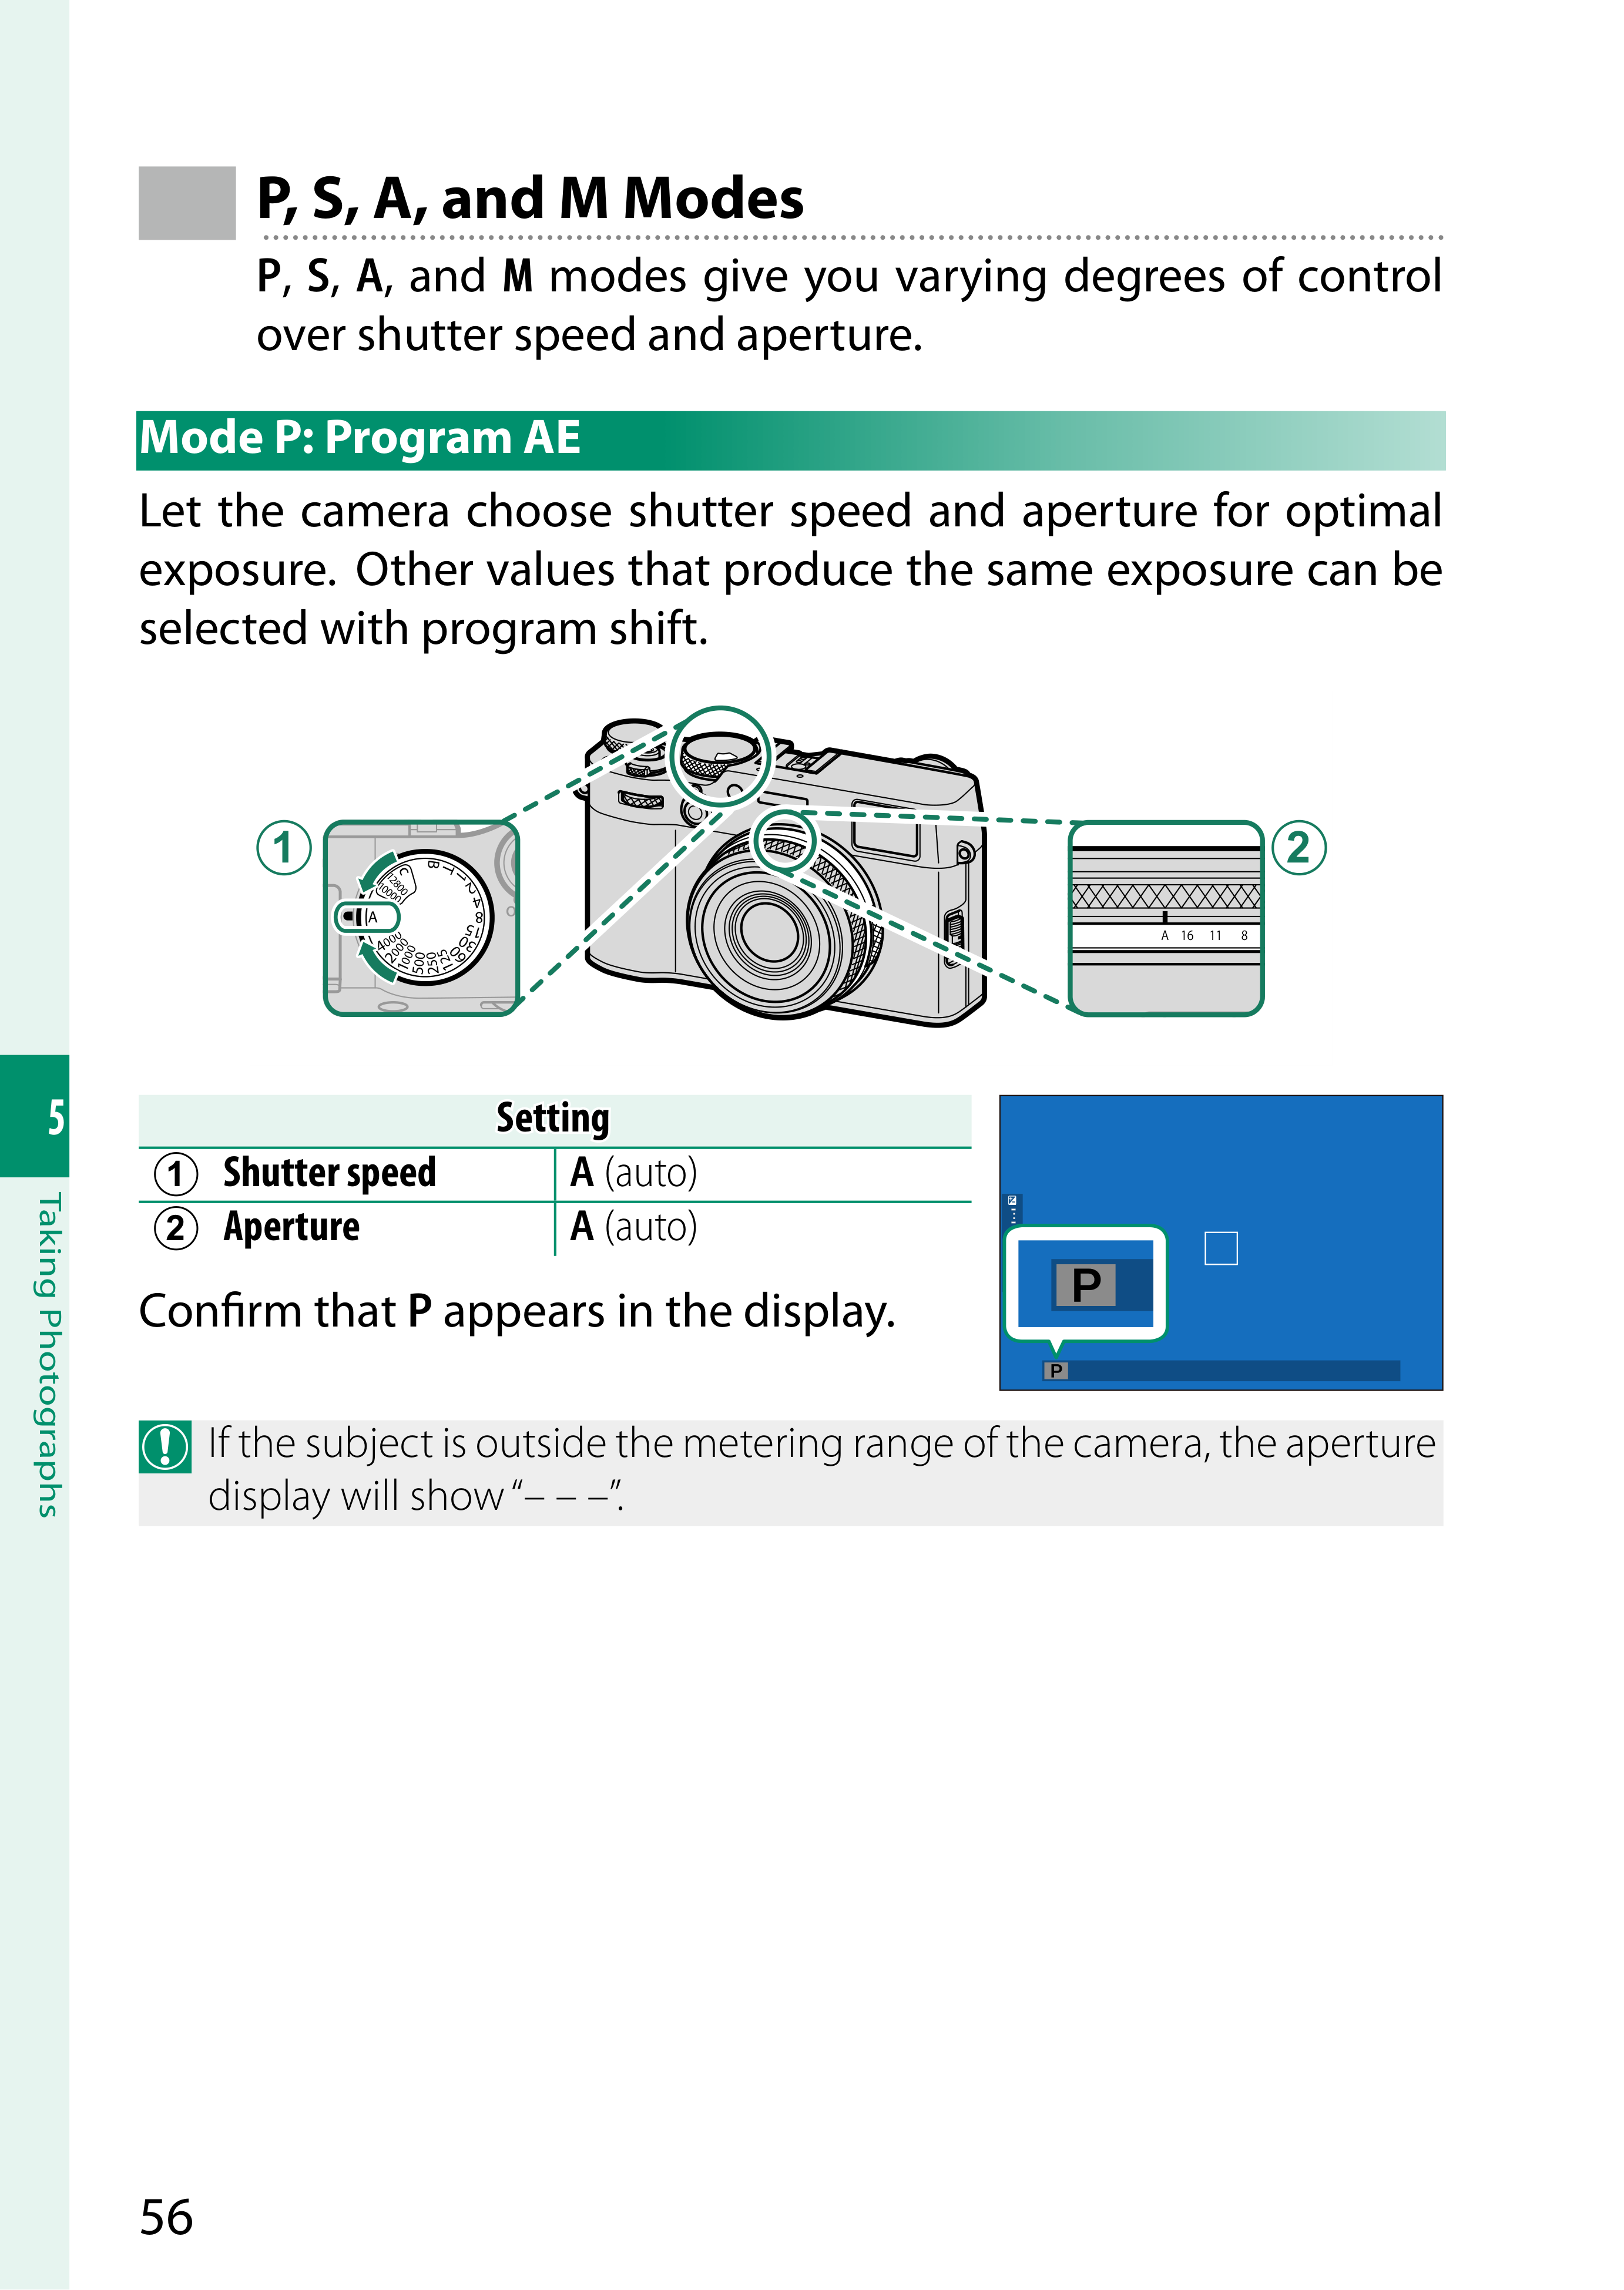 P, S, A, and M Modes
P, S, A, and M modes give you varying degrees of control
over shutter speed and aperture.
Mode P: Program AE
Let the camera choose shutter speed and aperture for optimal
exposure. Other values that produce the same exposure can be
selected with program shift.
1
B T 1 2 4 8 15 30 60 125 250 500 1000 2000 4000 A
C
2
A 16 11 8
Setting
1 Shutter speed A (auto)
2 Aperture A (auto)
Confirm that P appears in the display.
P
P
If the subject is outside the metering range of the camera, the aperture
display will show “– – –”.
5
Taking Photographs
56